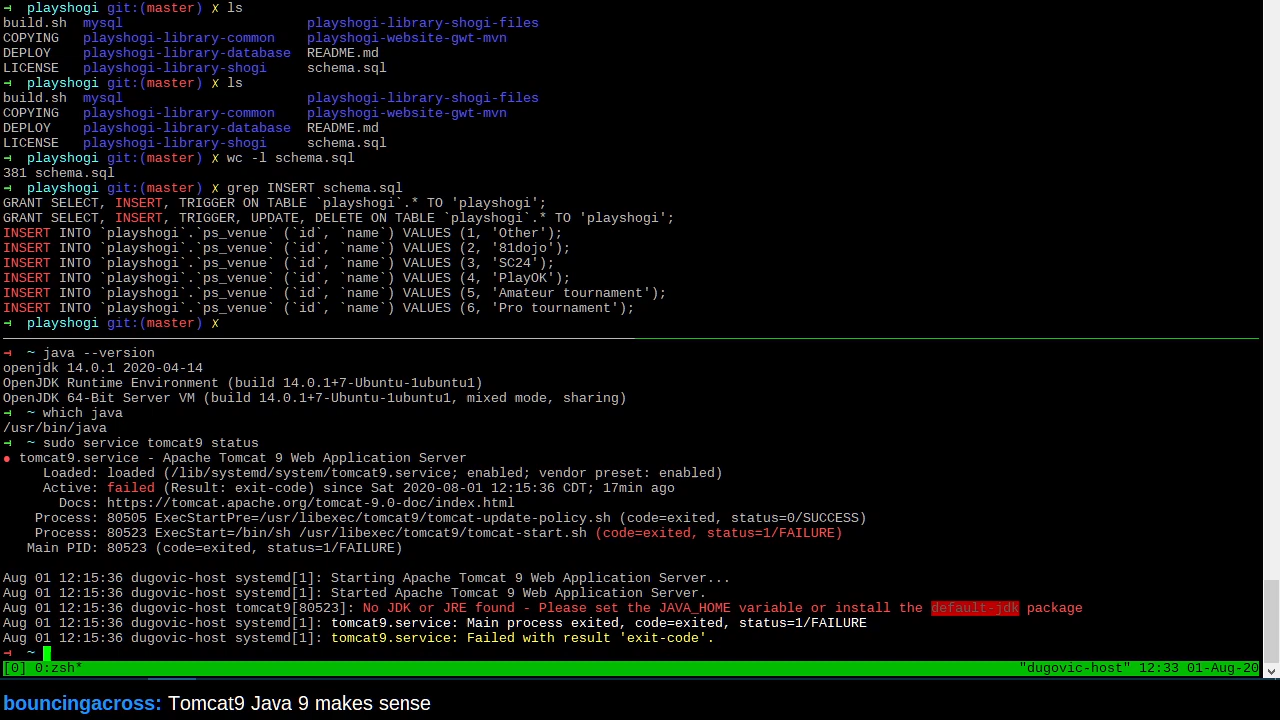 → playshogi git:(master) ✗ ls
build.sh mysql playshogi-library-shogi-files
COPYING playshogi-library-common playshogi-website-gwt-mvn
DEPLOY playshogi-library-database README.md
LICENSE playshogi-library-shogi schema.sql
→ playshogi git:(master) ✗ ls
build.sh mysql playshogi-library-shogi-files
COPYING playshogi-library-common playshogi-website-gwt-mvn
DEPLOY playshogi-library-database README.md
LICENSE playshogi-library-shogi schema.sql
→ playshogi git:(master) ✗ wc -l schema.sql
381 schema.sql
→ playshogi git:(master) ✗ grep INSERT schema.sql
GRANT SELECT, INSERT, TRIGGER ON TABLE `playshogi`.* TO 'playshogi';
GRANT SELECT, INSERT, TRIGGER, UPDATE, DELETE ON TABLE `playshogi`.* TO 'playshogi';
INSERT INTO `playshogi`.`ps_venue` (`id`, `name`) VALUES (1, 'Other');
INSERT INTO `playshogi`.`ps_venue` (`id`, `name`) VALUES (2, '81dojo');
INSERT INTO `playshogi`.`ps_venue` (`id`, `name`) VALUES (3, 'SC24');
INSERT INTO `playshogi`.`ps_venue` (`id`, `name`) VALUES (4, 'PlayOK');
INSERT INTO `playshogi`.`ps_venue` (`id`, `name`) VALUES (5, 'Amateur tournament');
INSERT INTO `playshogi`.`ps_venue` (`id`, `name`) VALUES (6, 'Pro tournament');
→ playshogi git:(master) ✗
→ ~ java --version
openjdk 14.0.1 2020-04-14
OpenJDK Runtime Environment (build 14.0.1+7-Ubuntu-1ubuntu1)
OpenJDK 64-Bit Server VM (build 14.0.1+7-Ubuntu-1ubuntu1, mixed mode, sharing)
→ ~ which java
/usr/bin/java
→ ~ sudo service tomcat9 status
● tomcat9.service - Apache Tomcat 9 Web Application Server
Loaded: loaded (/lib/systemd/system/tomcat9.service; enabled; vendor preset: enabled)
Active: failed (Result: exit-code) since Sat 2020-08-01 12:15:36 CDT; 17min ago
Docs: https://tomcat.apache.org/tomcat-9.0-doc/index.html
Process: 80505 ExecStartPre=/usr/libexec/tomcat9/tomcat-update-policy.sh (code=exited, status=0/SUCCESS)
Process: 80523 ExecStart=/bin/sh /usr/libexec/tomcat9/tomcat-start.sh (code=exited, status=1/FAILURE)
Main PID: 80523 (code=exited, status=1/FAILURE)
Aug 01 12:15:36 dugovic-host systemd[1]: Starting Apache Tomcat 9 Web Application Server...
Aug 01 12:15:36 dugovic-host systemd[1]: Started Apache Tomcat 9 Web Application Server.
Aug 01 12:15:36 dugovic-host tomcat9[80523]: No JDK or JRE found - Please set the JAVA_HOME variable or install the default-jdk package
Aug 01 12:15:36 dugovic-host systemd[1]: tomcat9.service: Main process exited, code=exited, status=1/FAILURE
Aug 01 12:15:36 dugovic-host systemd[1]: tomcat9.service: Failed with result 'exit-code'.
→ ~
[0] 0:zsh* "dugovic-host" 12:33 01-Aug-20
bouncingacross: Tomcat9 Java 9 makes sense